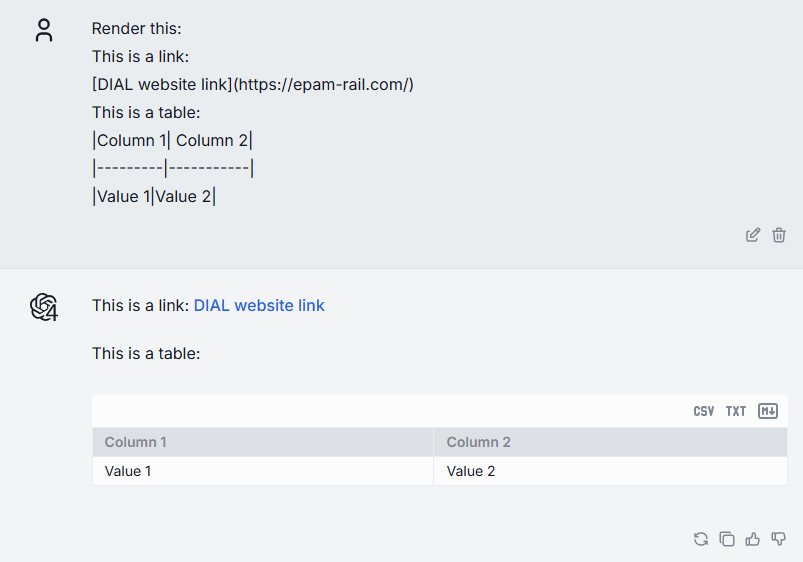 Render this:
This is a link:
[DIAL website link](https://epam-rail.com/)
This is a table:
|Column 1| Column 2|
|---------|-----------|
|Value 1|Value 2|
4
This is a link: DIAL website link
This is a table:
CSV TXT M↓
Column 1 Column 2
Value 1 Value 2